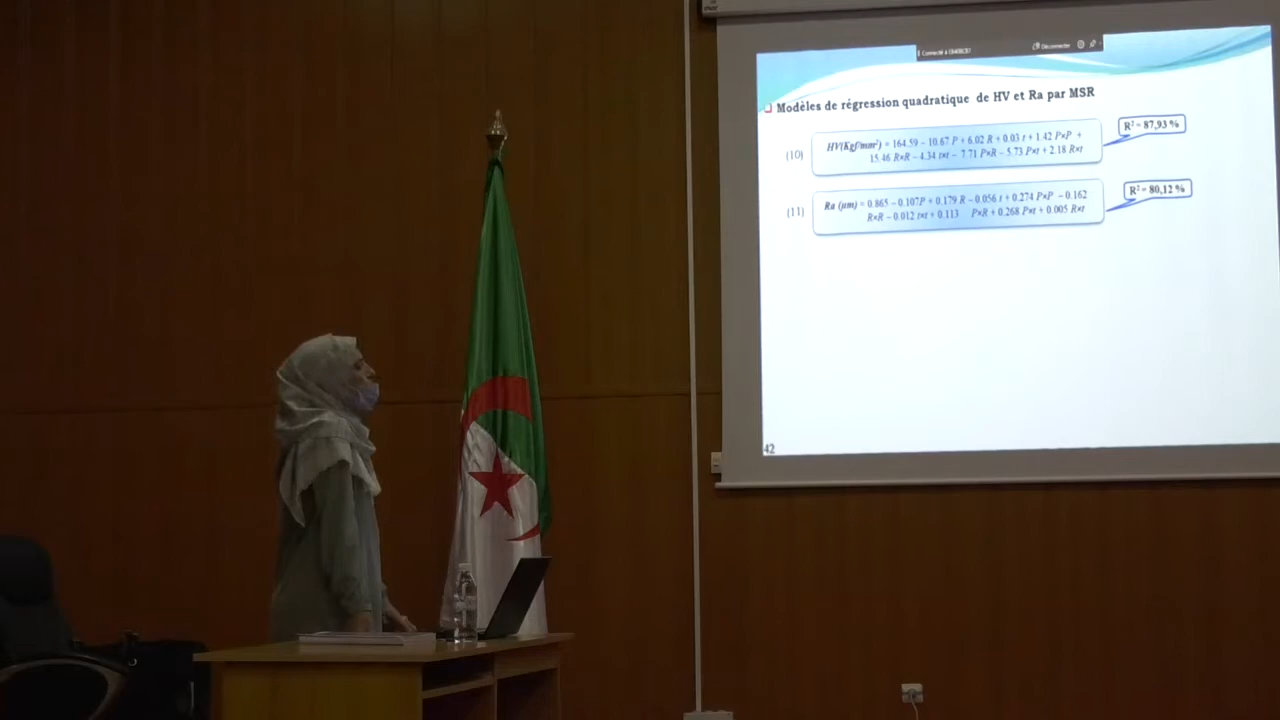 Connecté à
Déconnecter
Modèles de régression quadratique de HV et Ra par MSR
R² = 87,93 %
(10)
HV(Kgf/mm²) = 164.59 − 10.67 P + 6.02 R + 0.03 t + 1.42 P×P +
15.46 R×R − 4.34 t×t − 7.71 P×R − 5.73 P×t + 2.18 R×t
R² = 80,12 %
(11)
Ra (µm) = 0.865 − 0.107P + 0.179 R − 0.056 t + 0.274 P×P − 0.162
R×R − 0.012 t×t + 0.113 P×R + 0.268 P×t + 0.005 R×t
42